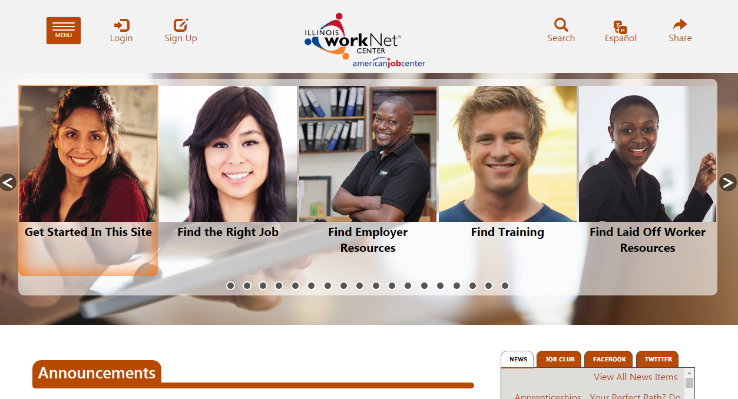 MENU
Login
Sign Up
ILLINOIS
workNet®
CENTER
americanjobcenter
Search
Español
Share
Get Started In This Site
Find the Right Job
Find Employer
Resources
Find Training
Find Laid Off Worker
Resources
Announcements
NEWS
JOB CLUB
FACEBOOK
TWITTER
View All News Items
Apprenticeships - Your Perfect Path? Do